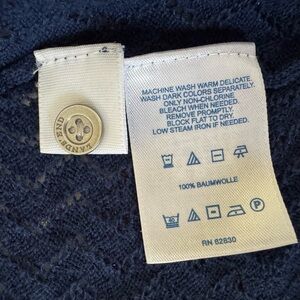 LANDS' END
MACHINE WASH WARM DELICATE.
WASH DARK COLORS SEPARATELY.
ONLY NON-CHLORINE
BLEACH WHEN NEEDED.
REMOVE PROMPTLY.
BLOCK FLAT TO DRY.
LOW STEAM IRON IF NEEDED.
100% BAUMWOLLE
P
RN 62830